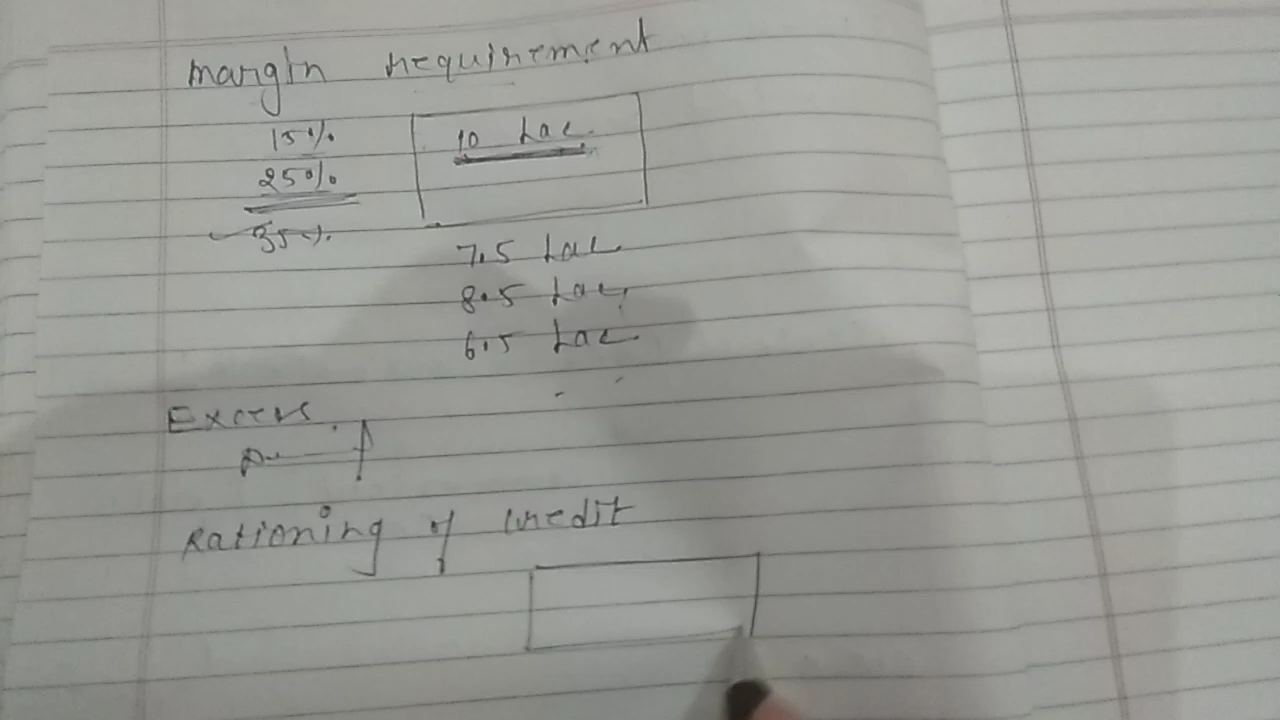 margin requirement
15% 10 Lac
25%
35%
7.5 Lac
8.5 Lac
6.5 Lac
Excess
Rationing of credit